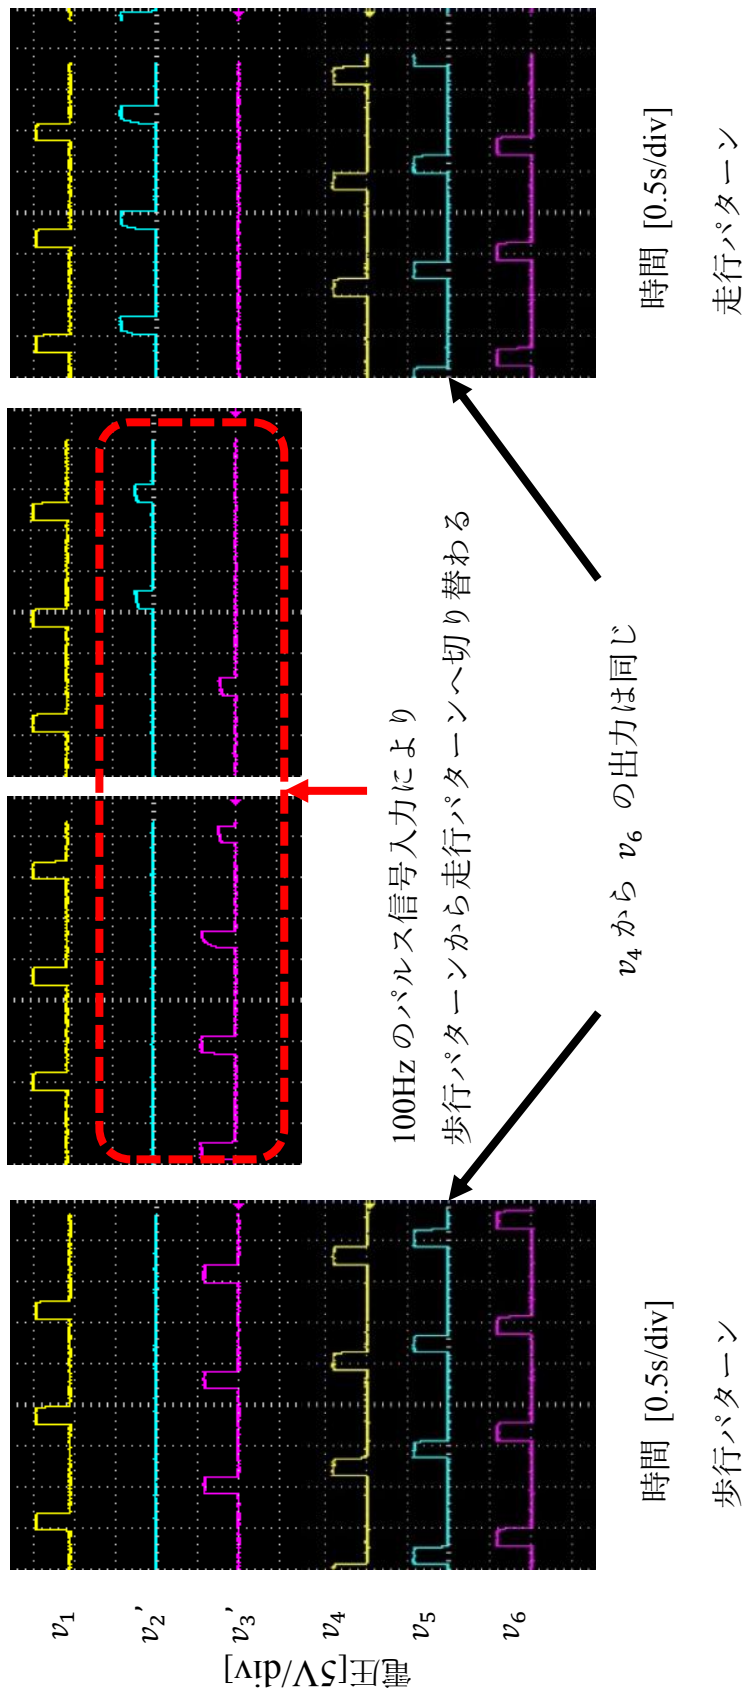 電圧[5V/div]
v₁
v₂’
v₃’
v₄
v₅
v₆
時間 [0.5s/div]
歩行パターン
100Hz のパルス信号入力により
歩行パターンから走行パターンへ切り替わる
v₄ から v₆ の出力は同じ
時間 [0.5s/div]
走行パターン